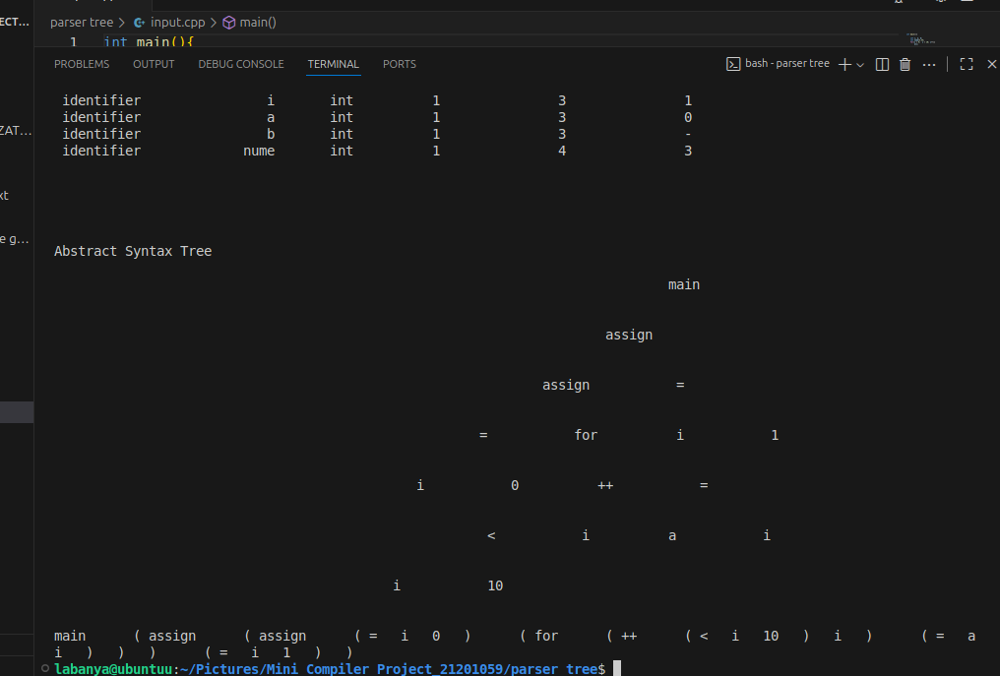 ECT... parser tree > input.cpp > main()
1 int main(){
PROBLEMS OUTPUT DEBUG CONSOLE TERMINAL PORTS bash - parser tree
identifier i int 1 3 1
identifier a int 1 3 0
ZAT... identifier b int 1 3 -
identifier nume int 1 4 3
xt
e g...
Abstract Syntax Tree
main
assign
assign =
= for i 1
i 0 ++ =
< i a i
i 10
main ( assign ( assign ( = i 0 ) ( for ( ++ ( < i 10 ) i ) ( = a
i ) ) ) ( = i 1 ) )
labanya@ubuntuu:~/Pictures/Mini Compiler Project_21201059/parser tree$